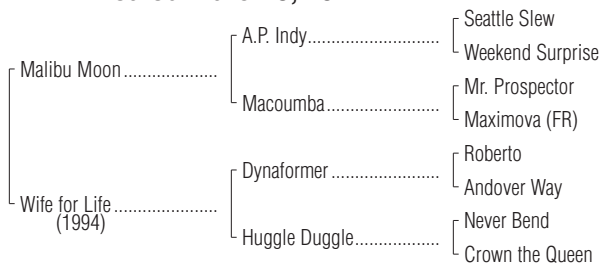 Seattle Slew
A.P. Indy
Weekend Surprise
Malibu Moon
Mr. Prospector
Macoumba
Maximova (FR)
Roberto
Dynaformer
Andover Way
Wife for Life
(1994)
Never Bend
Huggle Duggle
Crown the Queen